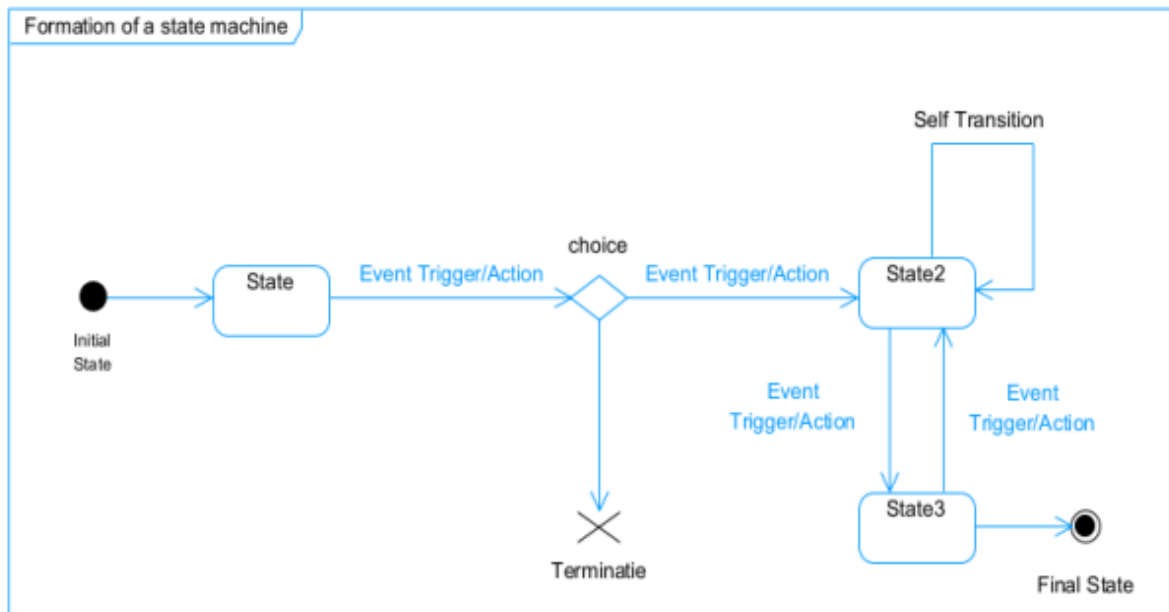 Formation of a state machine
Self Transition
choice
State
Event Trigger/Action
Event Trigger/Action
State2
Initial
State
Event
Trigger/Action
Event
Trigger/Action
State3
Terminatie
Final State